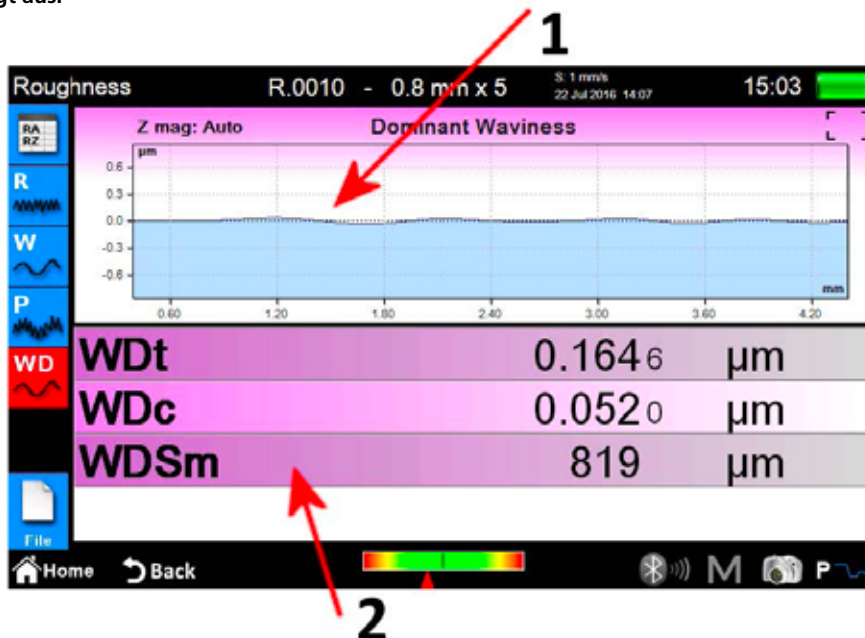 gt aus.
1
Roughness R.0010 - 0.8 mm x 5 S: 1 mm/s 15:03
22 Jul 2016 14:07
RA
RZ
Z mag: Auto Dominant Waviness
µm
0.6
0.3
0.0
-0.3
-0.6
mm
0.60 1.20 1.80 2.40 3.00 3.60 4.20
R
W
P
WD
WDt 0.1646 µm
WDc 0.0520 µm
WDSm 819 µm
File
Home Back M P
2